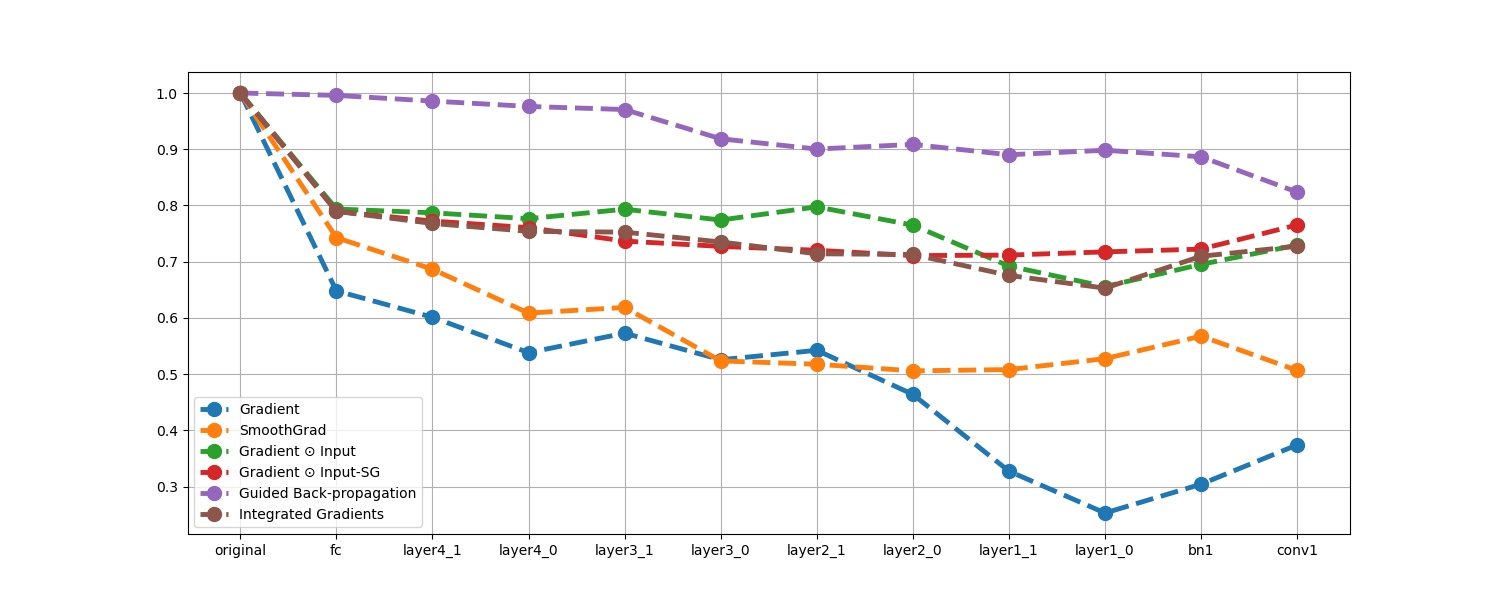 1.0
0.9
0.8
0.7
0.6
0.5
0.4
0.3
Gradient
SmoothGrad
Gradient ⊙ Input
Gradient ⊙ Input-SG
Guided Back-propagation
Integrated Gradients
original fc layer4_1 layer4_0 layer3_1 layer3_0 layer2_1 layer2_0 layer1_1 layer1_0 bn1 conv1